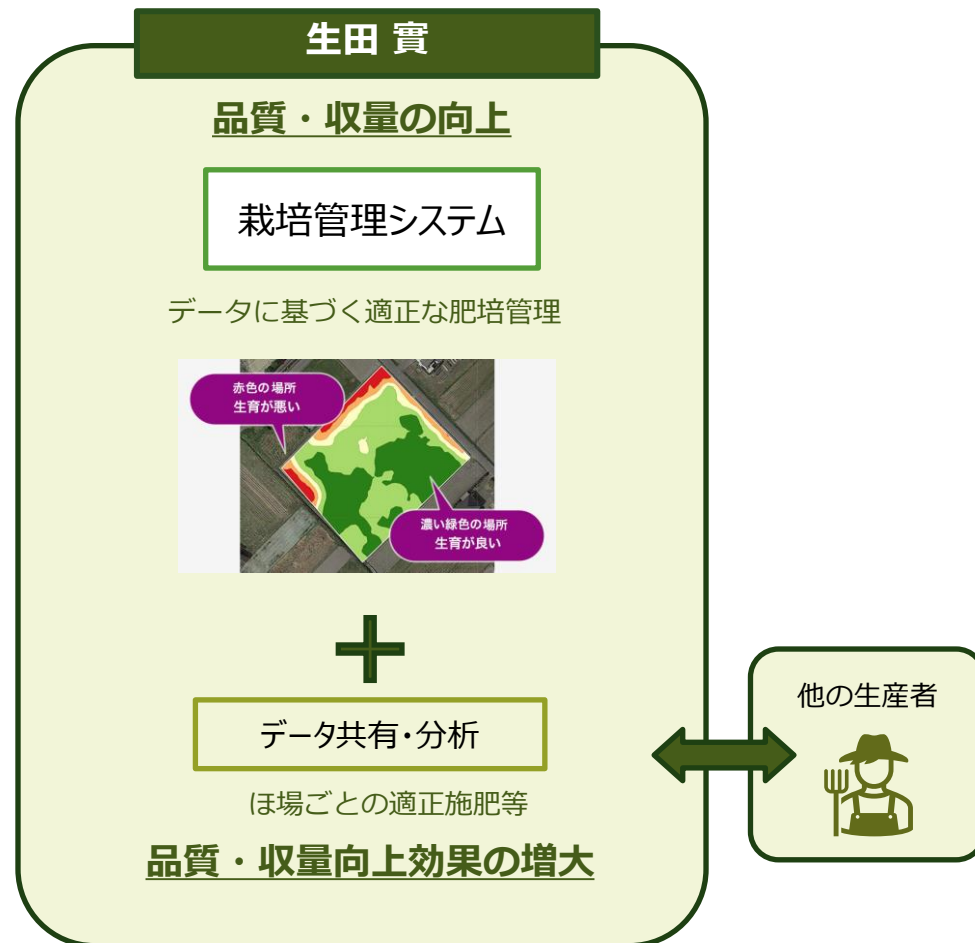 生田 實
品質・収量の向上
栽培管理システム
データに基づく適正な肥培管理
赤色の場所
生育が悪い
濃い緑色の場所
生育が良い
データ共有・分析
ほ場ごとの適正施肥等
品質・収量向上効果の増大
他の生産者